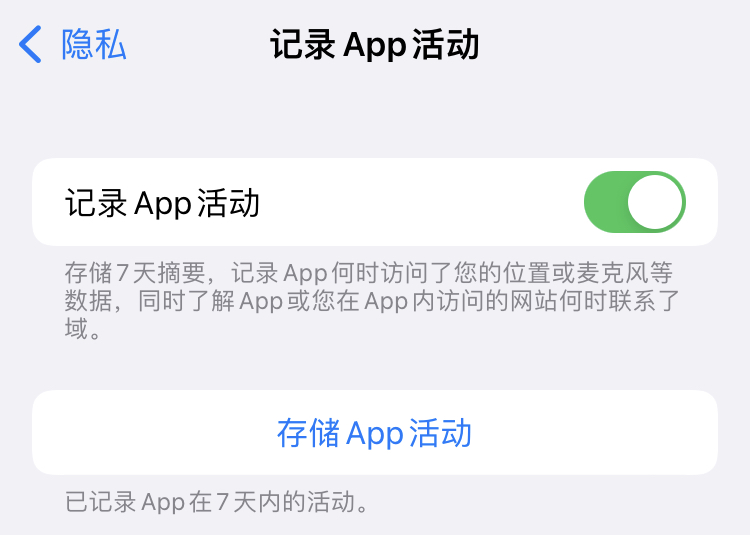 隐私
记录 App 活动
记录 App 活动
存储 7 天摘要，记录 App 何时访问了您的位置或麦克风等
数据，同时了解 App 或您在 App 内访问的网站何时联系了
域。
存储 App 活动
已记录 App 在 7 天内的活动。